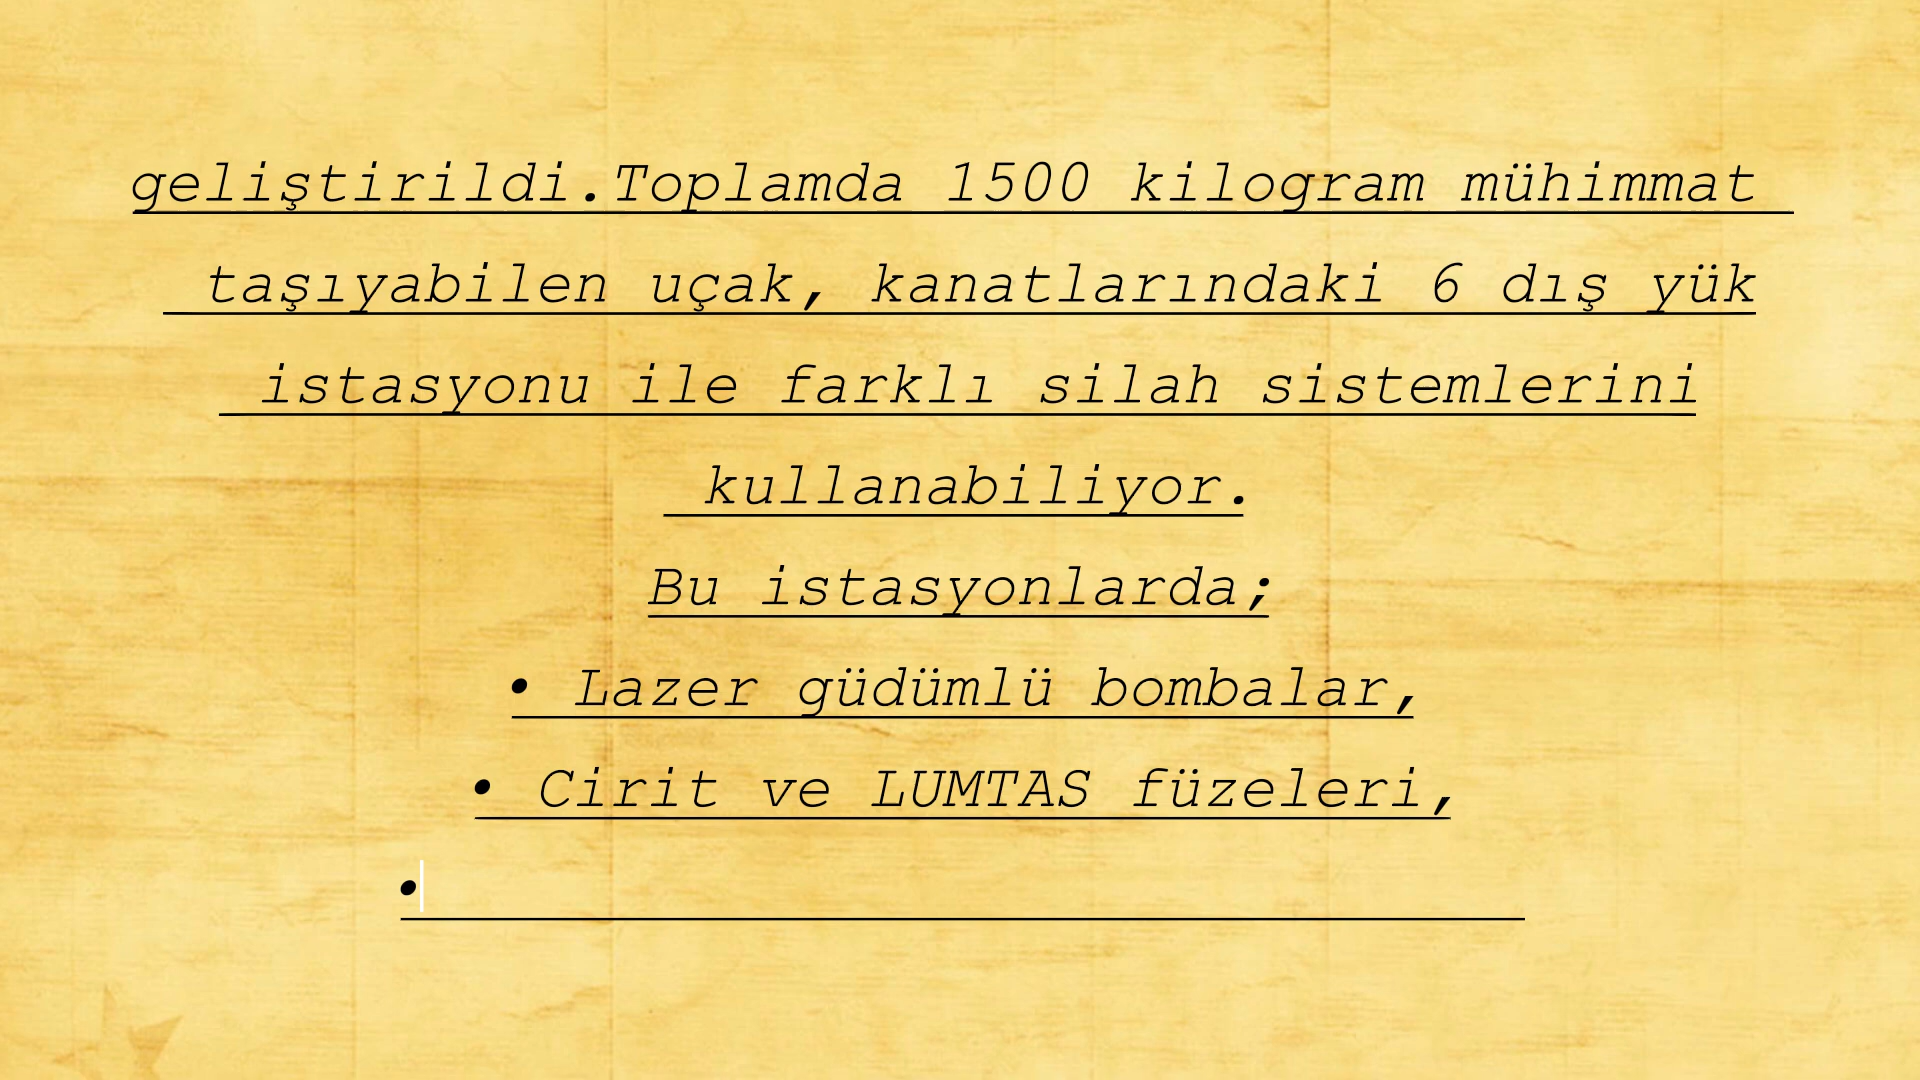 geliştirildi.Toplamda 1500 kilogram mühimmat
taşıyabilen uçak, kanatlarındaki 6 dış yük
istasyonu ile farklı silah sistemlerini
kullanabiliyor.
Bu istasyonlarda;
• Lazer güdümlü bombalar,
• Cirit ve LUMTAS füzeleri,
•